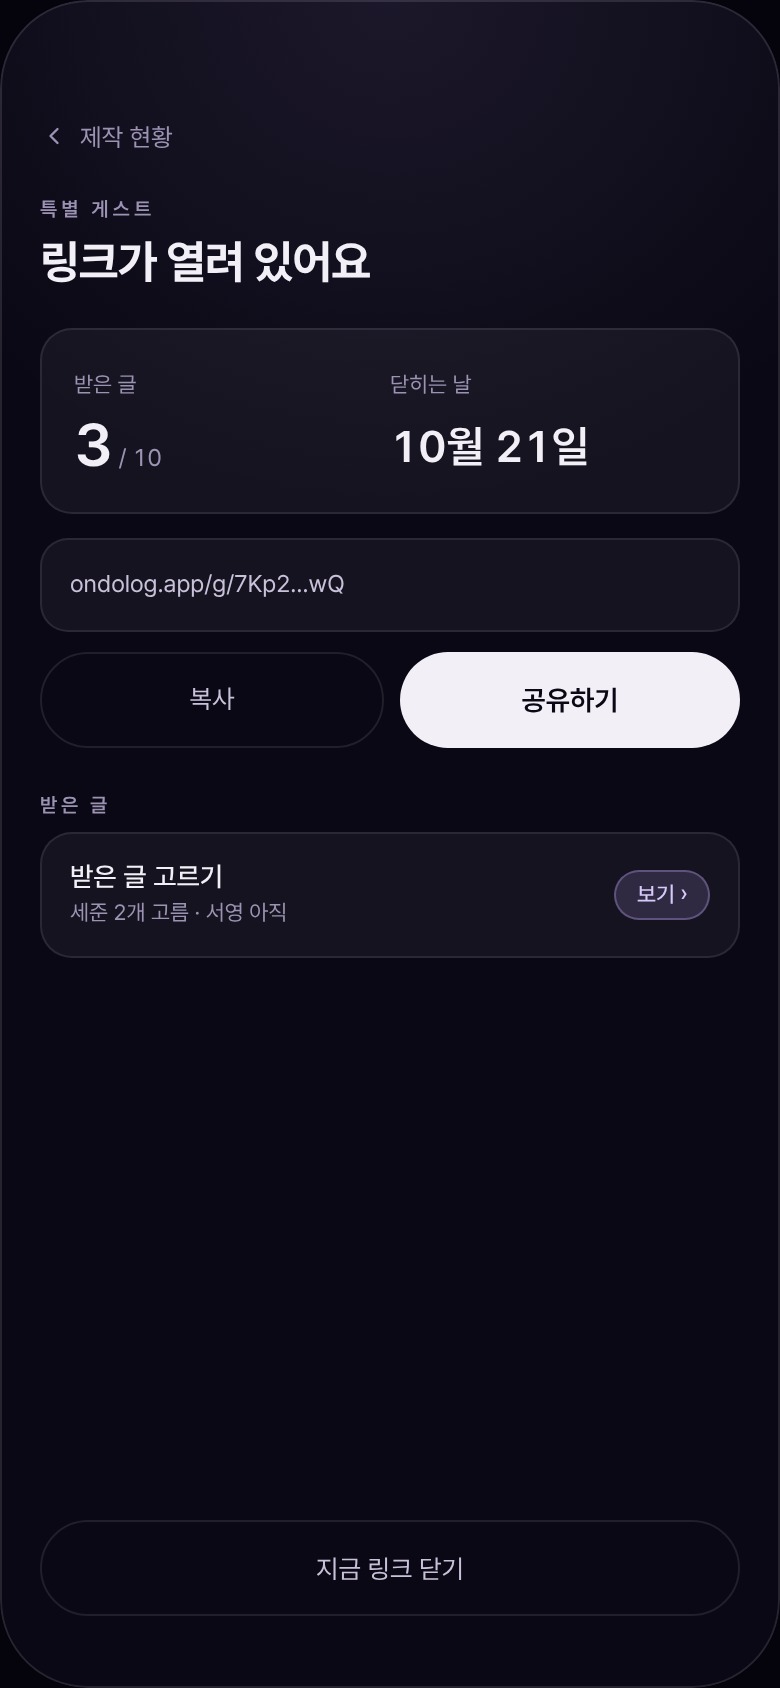 제작 현황
특별 게스트
링크가 열려 있어요
받은 글
닫히는 날
3 / 10
10월 21일
ondolog.app/g/7Kp2...wQ
복사
공유하기
받은 글
받은 글 고르기
세준 2개 고름 · 서영 아직
보기 ›
지금 링크 닫기